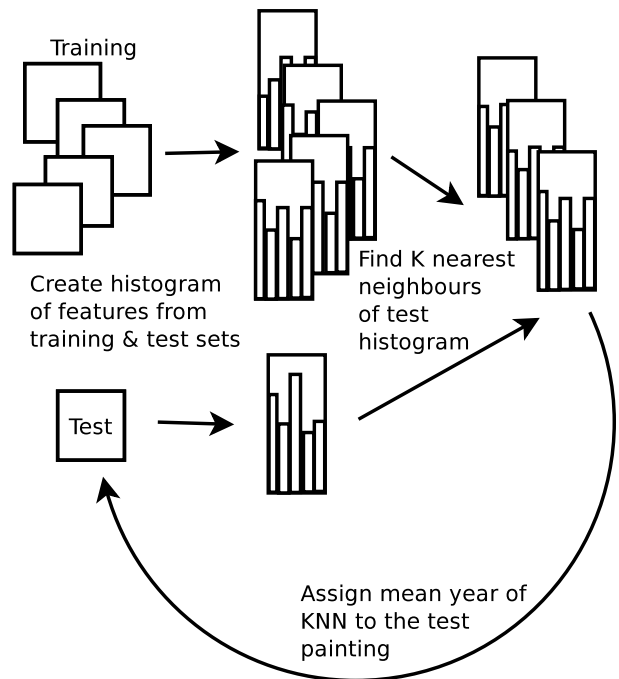 Training
Create histogram
of features from
training & test sets
Find K nearest
neighbours
of test
histogram
Test
Assign mean year of
KNN to the test
painting